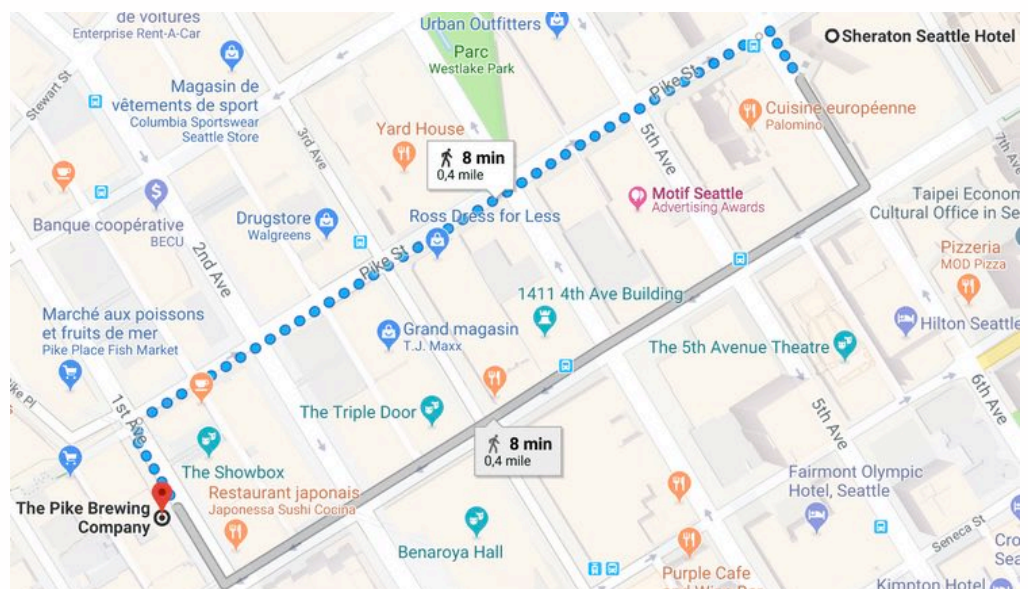 de voitures
Enterprise Rent-A-Car
Urban Outfitters
Parc
Westlake Park
Sheraton Seattle Hotel
Stewart St
Magasin de
vêtements de sport
Columbia Sportswear
Seattle Store
3rd Ave
Yard House
Pike St
5th Ave
Cuisine européenne
Palomino
7th Ave
8 min
0,4 mile
Banque coopérative
BECU
Drugstore
Walgreens
Ross Dress for Less
Motif Seattle
Advertising Awards
Taipei Econom
Cultural Office in Se
2nd Ave
Pike St
Pizzeria
MOD Pizza
1411 4th Ave Building
Marché aux poissons
et fruits de mer
Pike Place Fish Market
Grand magasin
T.J. Maxx
Hilton Seattle
The 5th Avenue Theatre
ike Pl
1st Ave
The Triple Door
5th Ave
6th Ave
8 min
0,4 mile
The Showbox
The Pike Brewing
Company
Restaurant japonais
Japonessa Sushi Cocina
Fairmont Olympic
Hotel, Seattle
Seneca St
Benaroya Hall
Cro
Sea
Purple Cafe
Kimpton Hotel